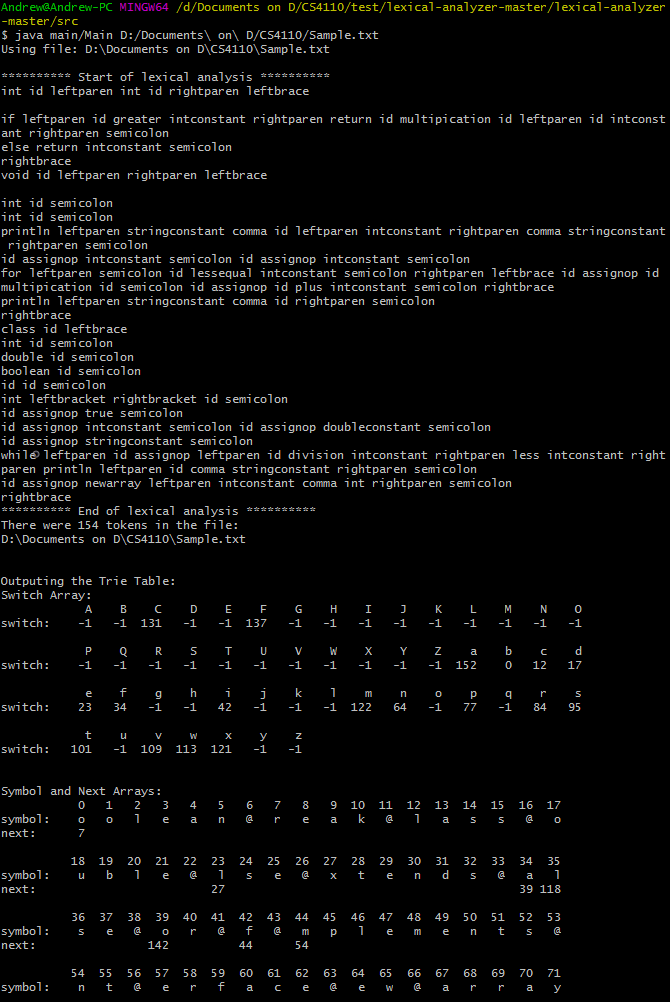 Andrew@Andrew-PC MINGW64 /d/Documents on D/CS4110/test/lexical-analyzer-master/lexical-analyzer
-master/src
$ java main/Main D:/Documents\ on\ D/CS4110/Sample.txt
Using file: D:\Documents on D\CS4110\Sample.txt

********** Start of lexical analysis **********
int id leftparen int id rightparen leftbrace

if leftparen id greater intconstant rightparen return id multipication id leftparen id intconst
ant rightparen semicolon
else return intconstant semicolon
rightbrace
void id leftparen rightparen leftbrace

int id semicolon
int id semicolon
println leftparen stringconstant comma id leftparen intconstant rightparen comma stringconstant
 rightparen semicolon
id assignop intconstant semicolon id assignop intconstant semicolon
for leftparen semicolon id lessequal intconstant semicolon rightparen leftbrace id assignop id
multipication id semicolon id assignop id plus intconstant semicolon rightbrace
println leftparen stringconstant comma id rightparen semicolon
rightbrace
class id leftbrace
int id semicolon
double id semicolon
boolean id semicolon
id id semicolon
int leftbracket rightbracket id semicolon
id assignop true semicolon
id assignop intconstant semicolon id assignop doubleconstant semicolon
id assignop stringconstant semicolon
while leftparen id assignop leftparen id division intconstant rightparen less intconstant right
paren println leftparen id comma stringconstant rightparen semicolon
id assignop newarray leftparen intconstant comma int rightparen semicolon
rightbrace
********** End of lexical analysis **********
There were 154 tokens in the file:
D:\Documents on D\CS4110\Sample.txt

Outputing the Trie Table:
Switch Array:
A B C D E F G H I J K L M N O
switch: -1 -1 131 -1 -1 137 -1 -1 -1 -1 -1 -1 -1 -1 -1

P Q R S T U V W X Y Z a b c d
switch: -1 -1 -1 -1 -1 -1 -1 -1 -1 -1 -1 152 0 12 17

e f g h i j k l m n o p q r s
switch: 23 34 -1 -1 42 -1 -1 -1 122 64 -1 77 -1 84 95

t u v w x y z
switch: 101 -1 109 113 121 -1 -1

Symbol and Next Arrays:
0 1 2 3 4 5 6 7 8 9 10 11 12 13 14 15 16 17
symbol: o o l e a n @ r e a k @ l a s s @ o
next: 7

18 19 20 21 22 23 24 25 26 27 28 29 30 31 32 33 34 35
symbol: u b l e @ l s e @ x t e n d s @ a l
next: 27 39 118

36 37 38 39 40 41 42 43 44 45 46 47 48 49 50 51 52 53
symbol: s e @ o r @ f @ m p l e m e n t s @
next: 142 44 54

54 55 56 57 58 59 60 61 62 63 64 65 66 67 68 69 70 71
symbol: n t @ e r f a c e @ e w @ a r r a y